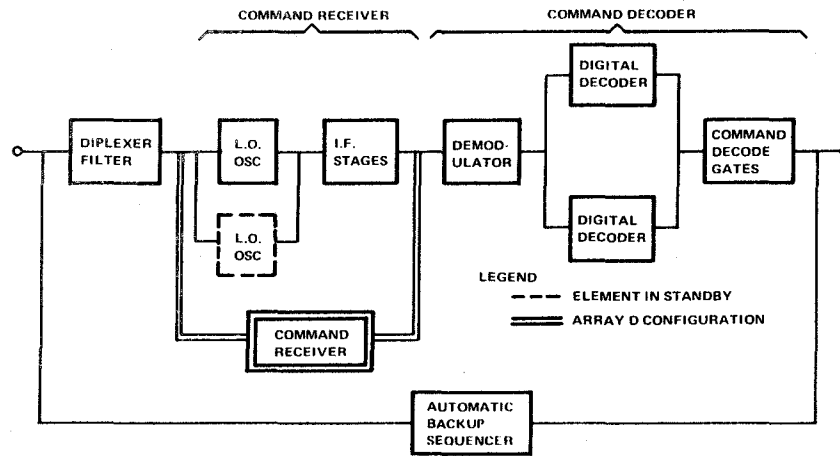 COMMAND RECEIVER
COMMAND DECODER
DIPLEXER
FILTER
L.O.
OSC
I.F.
STAGES
DEMOD-
ULATOR
DIGITAL
DECODER
COMMAND
DECODE
GATES
L.O.
OSC
DIGITAL
DECODER
LEGEND
ELEMENT IN STANDBY
ARRAY D CONFIGURATION
COMMAND
RECEIVER
AUTOMATIC
BACKUP
SEQUENCER